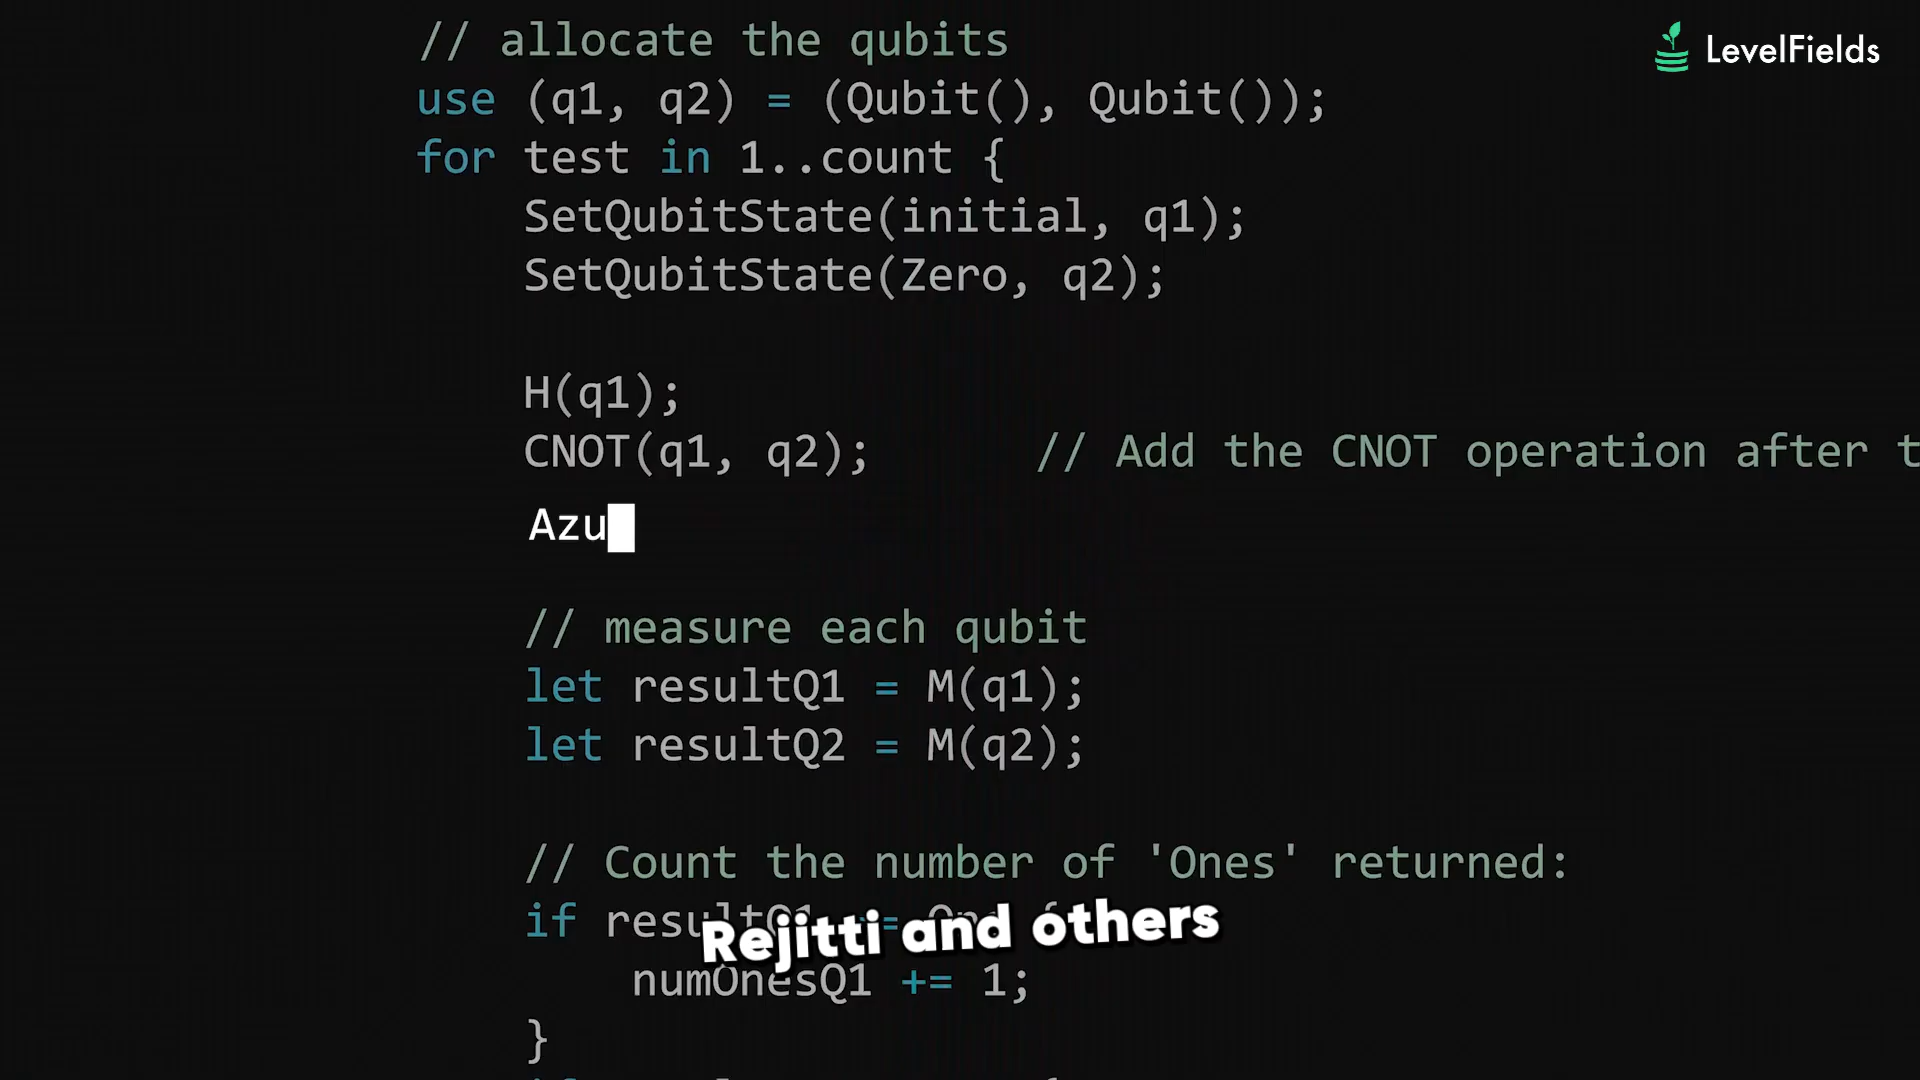 // allocate the qubits
LevelFields
use (q1, q2) = (Qubit(), Qubit());
for test in 1..count {
SetQubitState(initial, q1);
SetQubitState(Zero, q2);
H(q1);
CNOT(q1, q2); // Add the CNOT operation after
Azu
// measure each qubit
let resultQ1 = M(q1);
let resultQ2 = M(q2);
// Count the number of 'Ones' returned:
if resultQ1 ==
Rejitti and others
numOnesQ1 += 1;
}